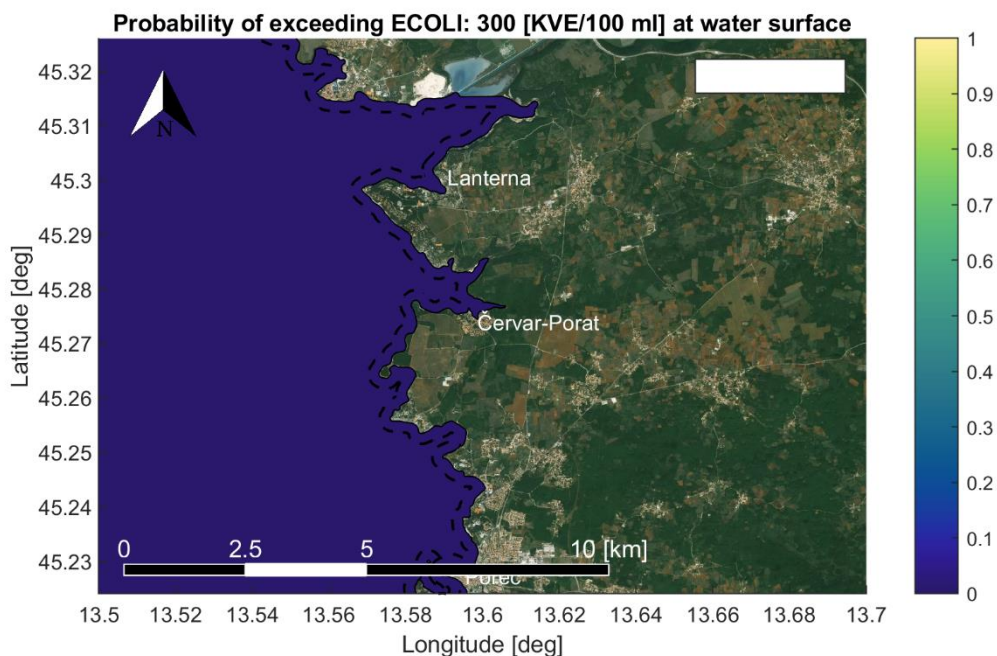 Probability of exceeding ECOLI: 300 [KVE/100 ml] at water surface
45.32
45.31
45.3
45.29
45.28
45.27
45.26
45.25
45.24
45.23
Latitude [deg]
N
Lanterna
Červar-Porat
Poreč
0 2.5 5 10 [km]
13.5 13.52 13.54 13.56 13.58 13.6 13.62 13.64 13.66 13.68 13.7
Longitude [deg]
1
0.9
0.8
0.7
0.6
0.5
0.4
0.3
0.2
0.1
0